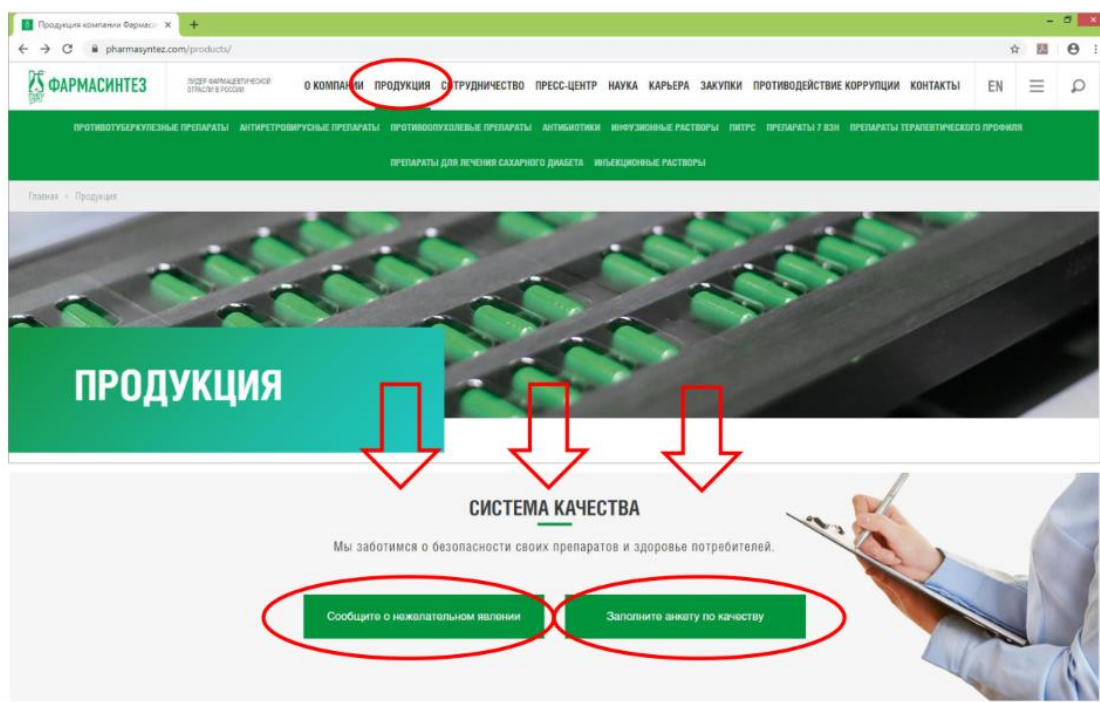 Продукция компании Фармаси
pharmasyntez.com/products/
ФАРМАСИНТЕЗ
ЛИДЕР ФАРМАЦЕВТИЧЕСКОЙ
ОТРАСЛИ В РОССИИ
О КОМПАНИИ ПРОДУКЦИЯ СОТРУДНИЧЕСТВО ПРЕСС-ЦЕНТР НАУКА КАРЬЕРА ЗАКУПКИ ПРОТИВОДЕЙСТВИЕ КОРРУПЦИИ КОНТАКТЫ EN
ПРОТИВОТУБЕРКУЛЕЗНЫЕ ПРЕПАРАТЫ АНТИРЕТРОВИРУСНЫЕ ПРЕПАРАТЫ ПРОТИВООПУХОЛЕВЫЕ ПРЕПАРАТЫ АНТИБИОТИКИ ИНФУЗИОННЫЕ РАСТВОРЫ ПИТРС ПРЕПАРАТЫ 7 ВЗН ПРЕПАРАТЫ ТЕРАПЕВТИЧЕСКОГО ПРОФИЛЯ
ПРЕПАРАТЫ ДЛЯ ЛЕЧЕНИЯ САХАРНОГО ДИАБЕТА ИНЪЕКЦИОННЫЕ РАСТВОРЫ
Главная Продукция
ПРОДУКЦИЯ
СИСТЕМА КАЧЕСТВА
Мы заботимся о безопасности своих препаратов и здоровье потребителей.
Сообщите о нежелательном явлении Заполните анкету по качеству